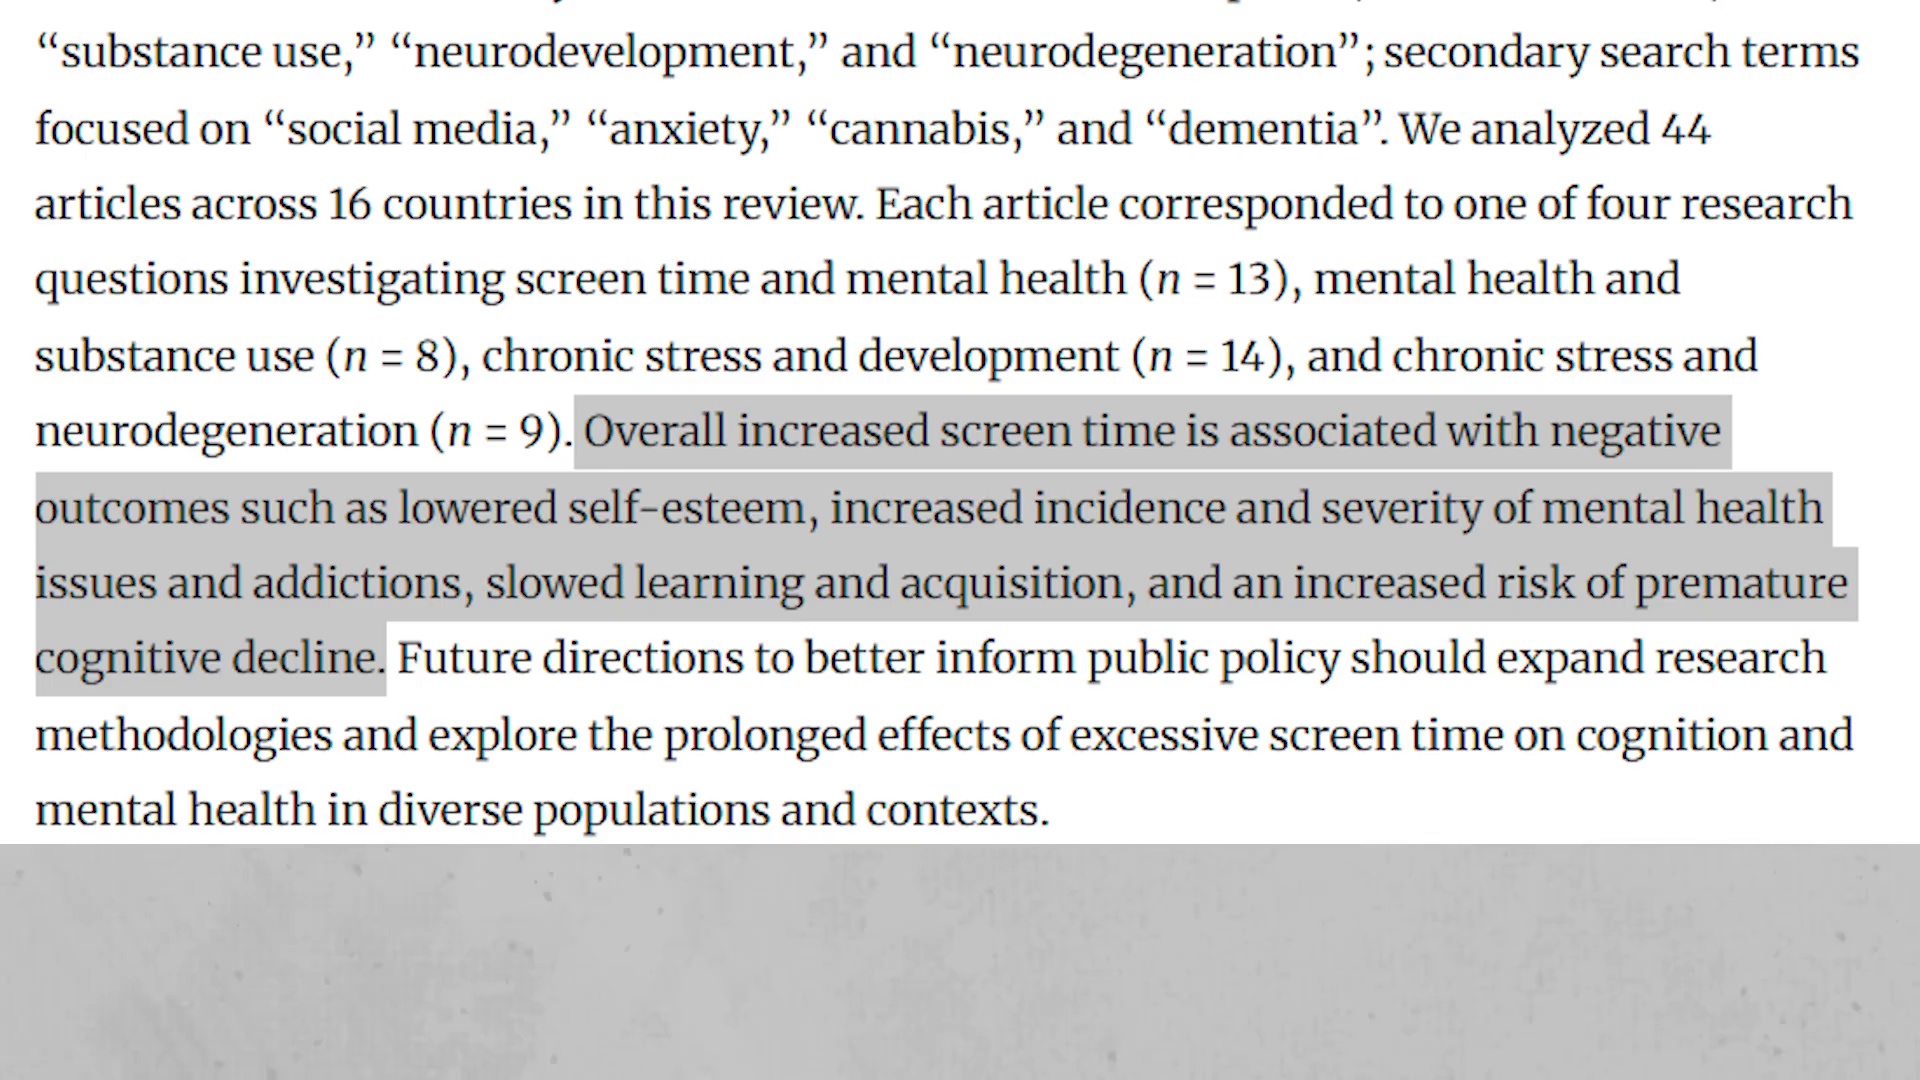 “substance use,” “neurodevelopment,” and “neurodegeneration”; secondary search terms
focused on “social media,” “anxiety,” “cannabis,” and “dementia”. We analyzed 44
articles across 16 countries in this review. Each article corresponded to one of four research
questions investigating screen time and mental health (n = 13), mental health and
substance use (n = 8), chronic stress and development (n = 14), and chronic stress and
neurodegeneration (n = 9). Overall increased screen time is associated with negative
outcomes such as lowered self-esteem, increased incidence and severity of mental health
issues and addictions, slowed learning and acquisition, and an increased risk of premature
cognitive decline. Future directions to better inform public policy should expand research
methodologies and explore the prolonged effects of excessive screen time on cognition and
mental health in diverse populations and contexts.